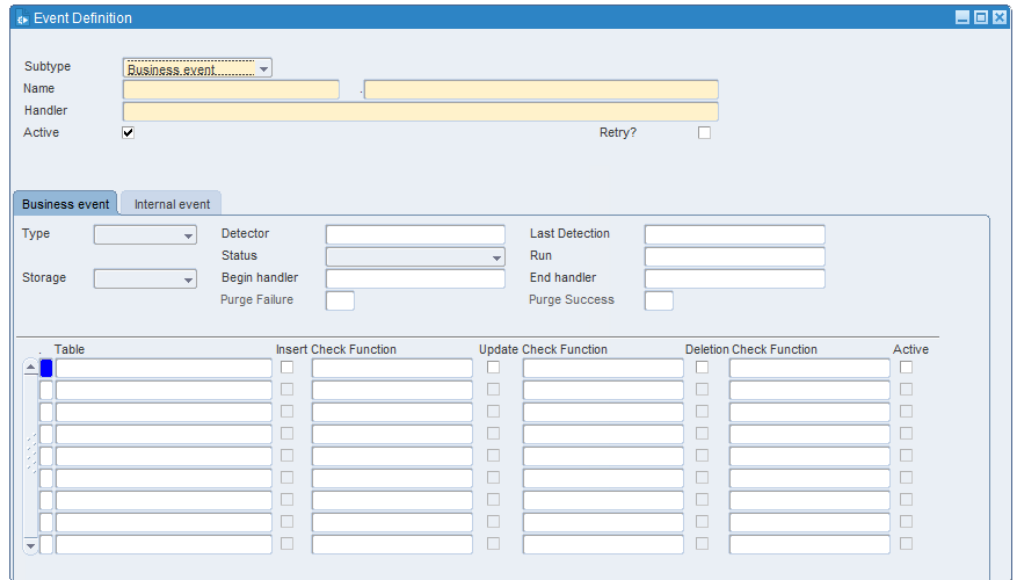 Event Definition
Subtype Business event
Name .
Handler
Active Retry?
Business event Internal event
Type Detector Last Detection
Status Run
Storage Begin handler End handler
Purge Failure Purge Success
. Table Insert Check Function Update Check Function Deletion Check Function Active